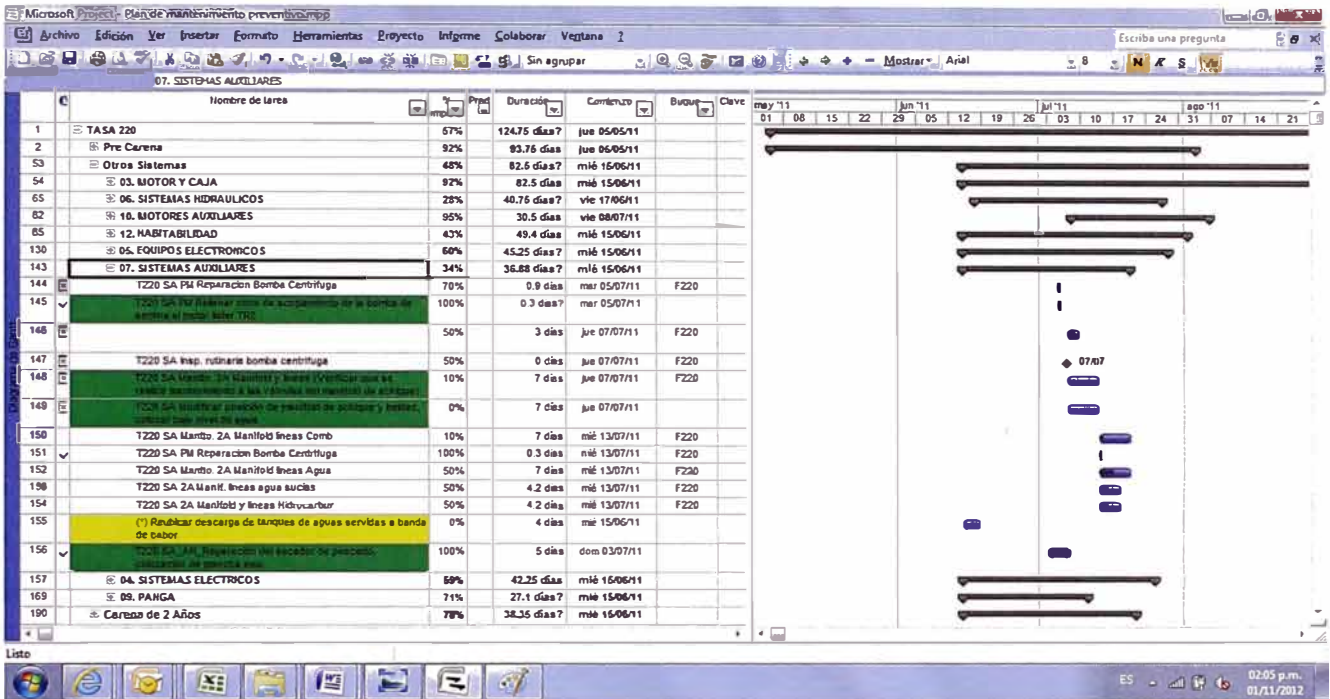 Microsoft Project - Plan de mantenimiento preventivo.mpp
Archivo Edición Ver Insertar Formato Herramientas Proyecto Informe Colaborar Ventana ?
Escriba una pregunta
Sin agrupar Mostrar Arial 8 N K S
07. SISTEMAS AUXILIARES
Nombre de tarea % Pred Duración Comienzo Buque Clave
may '11 jun '11 jul '11 ago '11
01 08 15 22 29 05 12 19 26 03 10 17 24 31 07 14 21
1 TASA 220 67% 124.75 días? jue 05/05/11
2 Pre Carena 92% 93.75 días jue 05/05/11
53 Otros Sistemas 48% 82.5 días? mié 15/06/11
54 03. MOTOR Y CAJA 92% 82.5 días mié 15/06/11
65 06. SISTEMAS HIDRAULICOS 28% 40.75 días? vie 17/06/11
82 10. MOTORES AUXILIARES 95% 30.5 días vie 08/07/11
85 12. HABITABILIDAD 43% 49.4 días mié 15/06/11
130 05. EQUIPOS ELECTRONICOS 60% 45.25 días? mié 15/06/11
143 07. SISTEMAS AUXILIARES 34% 36.88 días? mié 15/06/11
144 T220 SA PM Reparacion Bomba Centrifuga 70% 0.9 días mar 05/07/11 F220
145 100% 0.3 días? mar 05/07/11
146 50% 3 días jue 07/07/11 F220
147 T220 SA Insp. rutinaria bomba centrifuga 50% 0 días jue 07/07/11 F220 07/07
148 10% 7 días jue 07/07/11 F220
149 0% 7 días jue 07/07/11
150 T220 SA Mantto. 2A Manifold lineas Comb 10% 7 días mié 13/07/11 F220
151 T220 SA PM Reparacion Bomba Centrifuga 100% 0.3 días mié 13/07/11 F220
152 T220 SA Mantto. 2A Manifold lineas Agua 50% 7 días mié 13/07/11 F220
T220 SA 2A Manif. lineas agua sucias 50% 4.2 días mié 13/07/11 F220
154 T220 SA 2A Manifold y lineas Hidrocarbur 50% 4.2 días mié 13/07/11 F220
155 (*) Reubicar descarga de tanques de aguas servidas a banda 0% 4 días mié 15/06/11
de babor
156 100% 5 días dom 03/07/11
157 04. SISTEMAS ELECTRICOS 59% 42.25 días mié 15/06/11
169 09. PANGA 71% 27.1 días? mié 15/06/11
190 Carena de 2 Años 38.35 días? mié 15/06/11
Diagrama de Gantt
Listo
ES 02:05 p.m.
01/11/2012